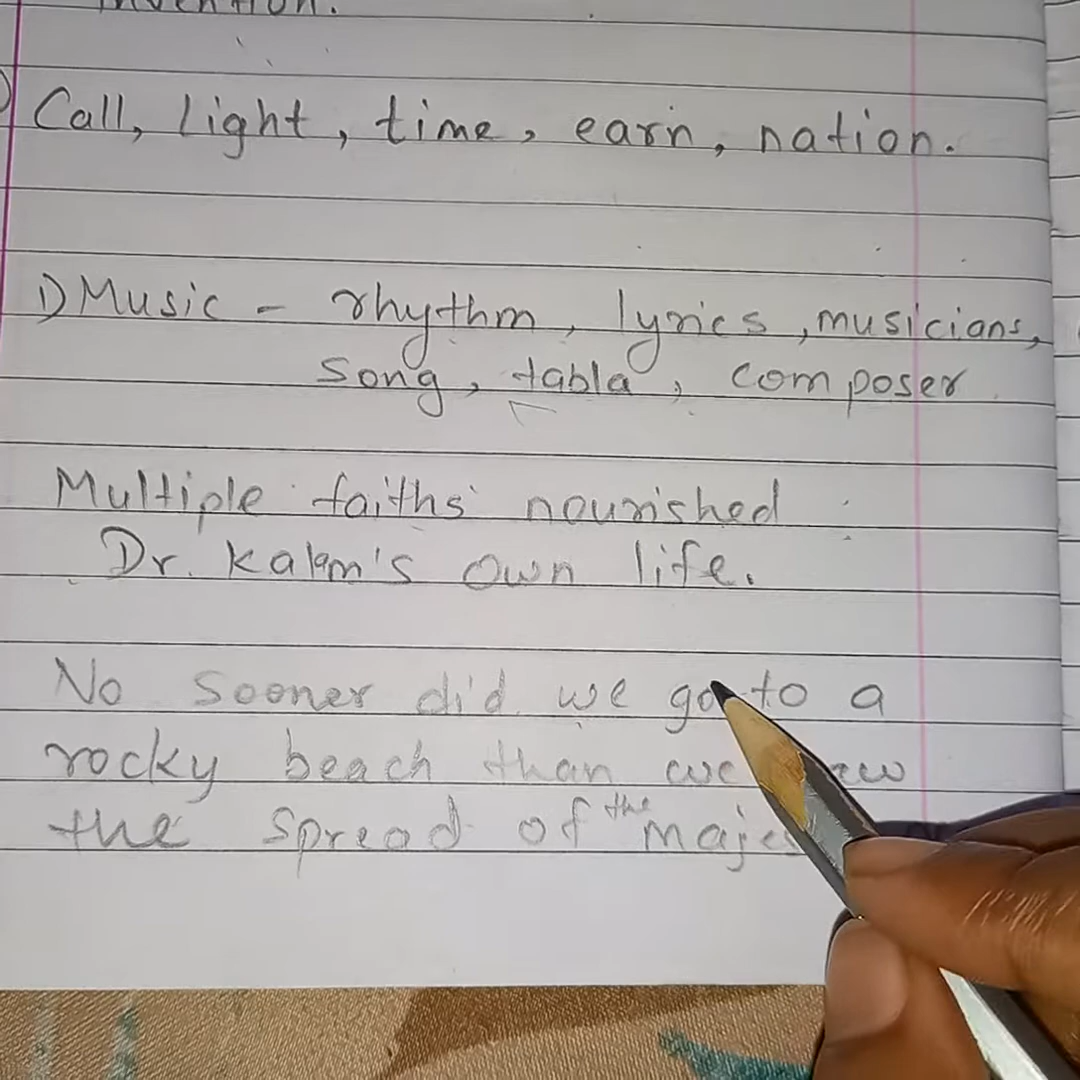 invention.
Call, light, time, earn, nation.
1) Music - rhythm, lyrics, musicians,
song, tabla, composer
Multiple faiths nourished
Dr. Kalam's own life.
No sooner did we go to a
rocky beach than we
the spread of the